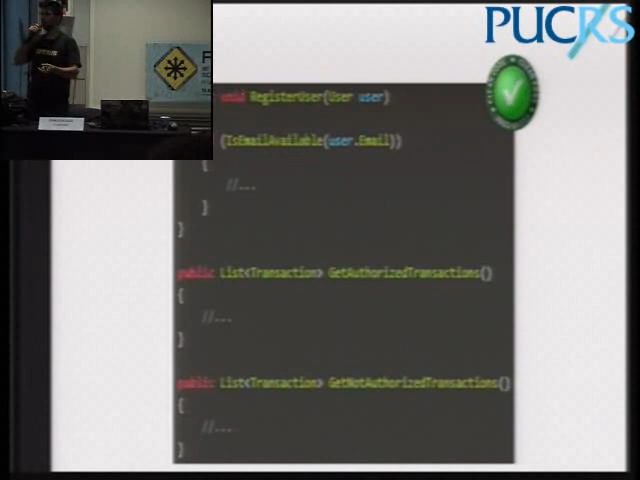 PUCRS
void RegisterUser(User user)
(IsEmailAvailable(user.Email))
{
//...
}
}
public List<Transaction> GetAuthorizedTransactions()
{
//...
}
public List<Transaction> GetNotAuthorizedTransactions()
{
//...
}